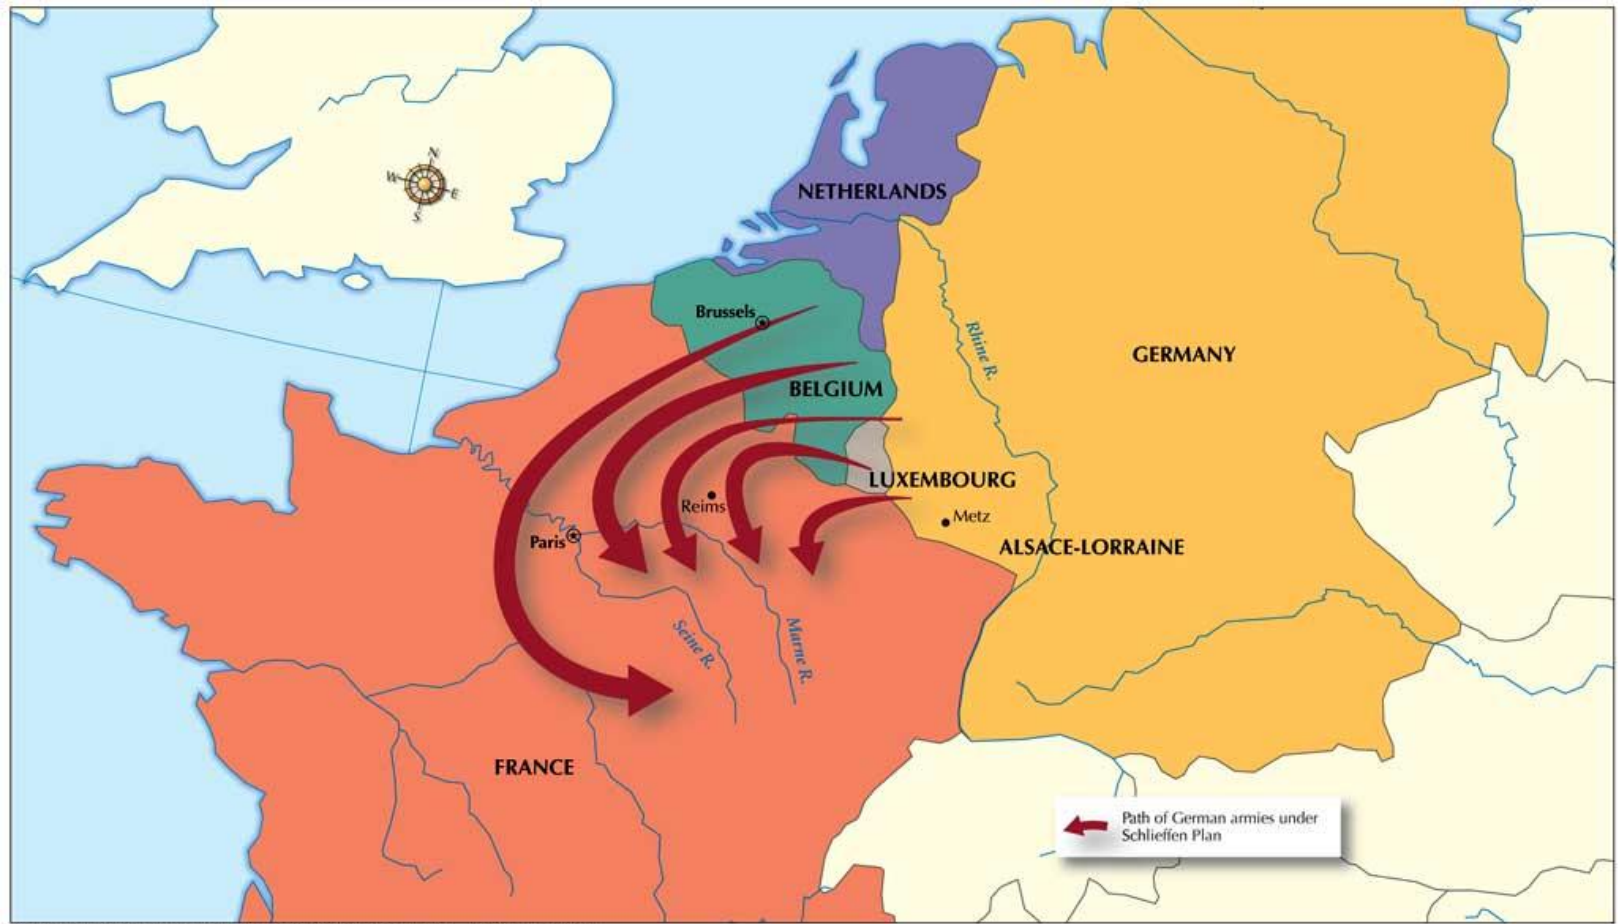 N
W
E
S
NETHERLANDS
Brussels
Rhine R.
GERMANY
BELGIUM
LUXEMBOURG
Reims
Metz
Paris
ALSACE-LORRAINE
Seine R.
Marne R.
FRANCE
Path of German armies under
Schlieffen Plan